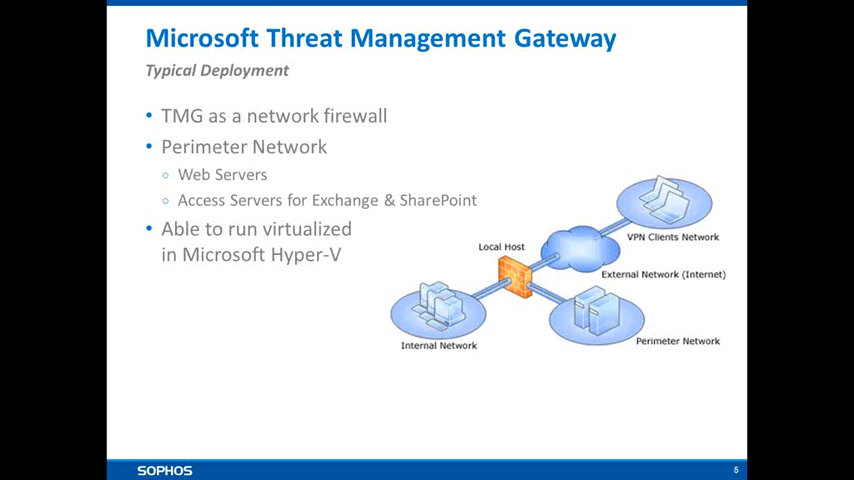 Microsoft Threat Management Gateway
Typical Deployment
• TMG as a network firewall
• Perimeter Network
○ Web Servers
○ Access Servers for Exchange & SharePoint
• Able to run virtualized
in Microsoft Hyper-V
VPN Clients Network
Local Host
External Network (Internet)
Internal Network
Perimeter Network
SOPHOS
5